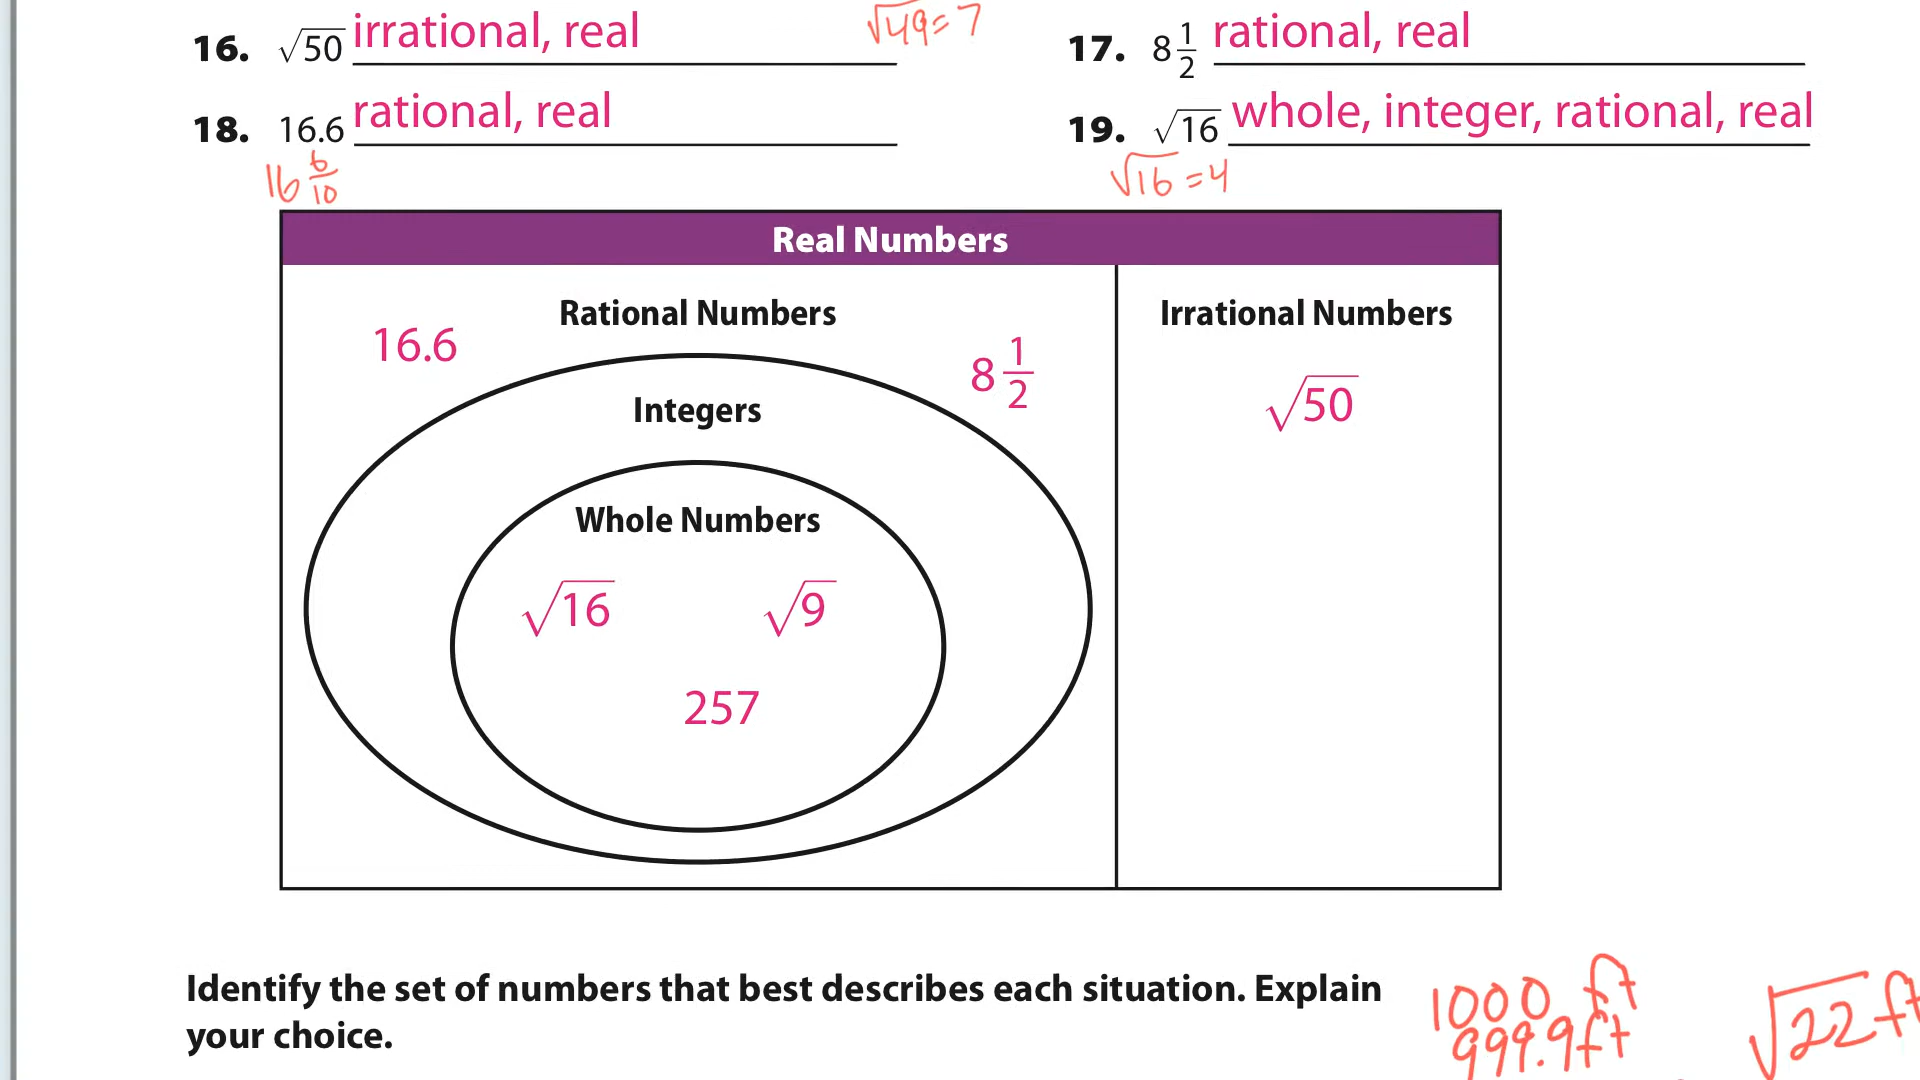 16. √50 irrational, real √49 = 7 17. 8 1/2 rational, real
18. 16.6 rational, real 19. √16 whole, integer, rational, real
16 6/10 √16 = 4
Real Numbers
Rational Numbers Irrational Numbers
16.6 8 1/2 √50
Integers
Whole Numbers
√16 √9
257
Identify the set of numbers that best describes each situation. Explain
your choice.
1000 ft
999.9ft √22 ft